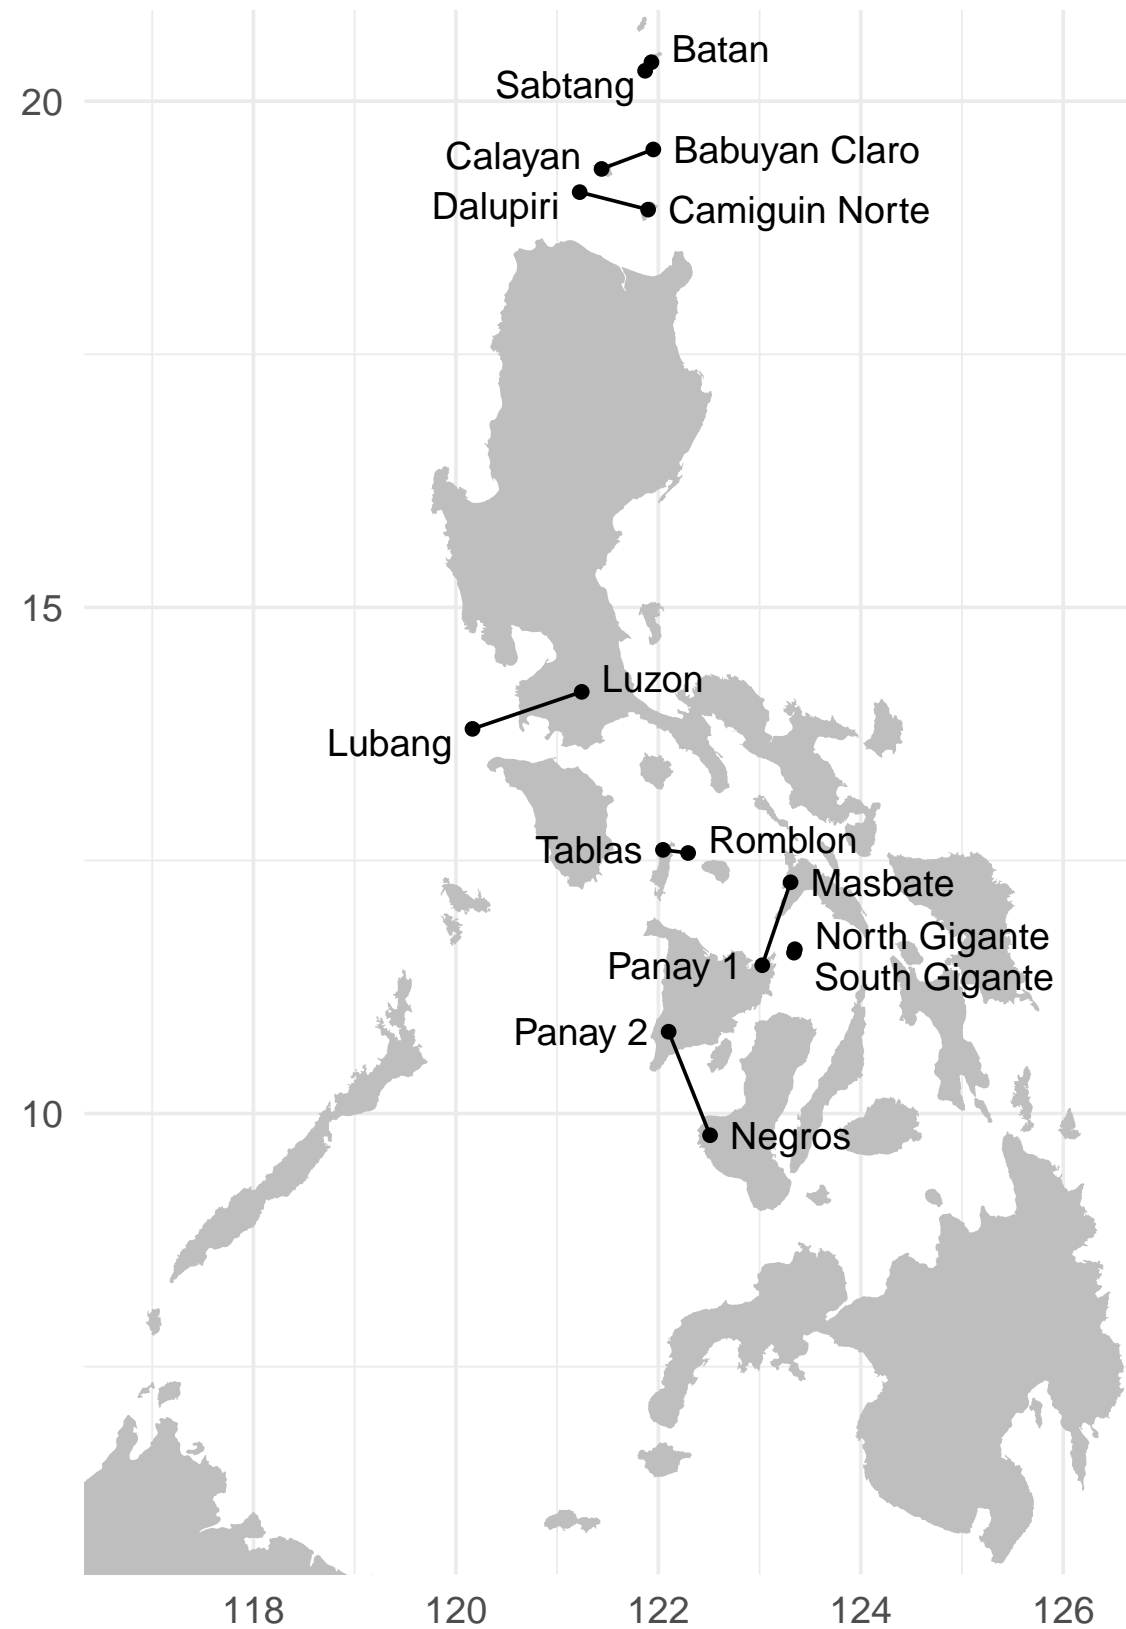 Batan
Sabtang
20
Calayan
Babuyan Claro
Dalupiri
Camiguin Norte
15
Luzon
Lubang
Tablas
Romblon
Masbate
North Gigante
Panay 1
South Gigante
Panay 2
10
Negros
118
120
122
124
126